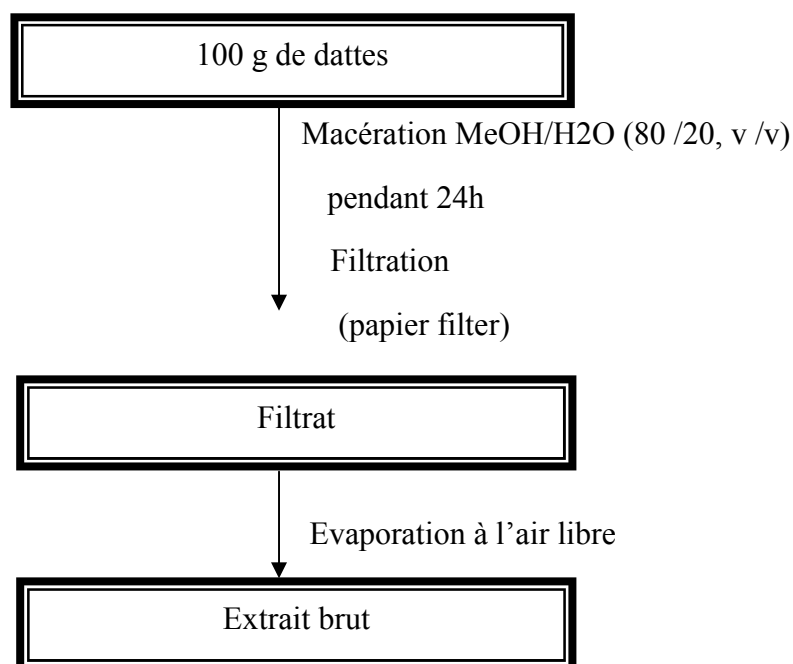 100 g de dattes
Macération MeOH/H2O (80 /20, v /v)
pendant 24h
Filtration
(papier filter)
Filtrat
Evaporation à l’air libre
Extrait brut